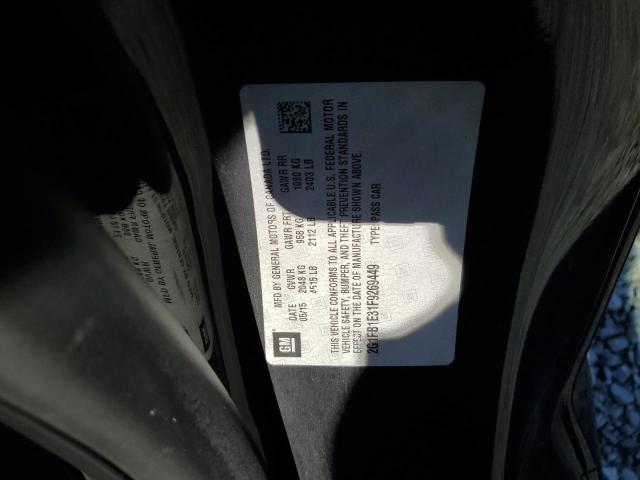 GM
MFD BY GENERAL MOTORS OF CANADA LTD.
DATE GVWR GAWR FRT GAWR RR
05/15 2048 KG 958 KG 1090 KG
4515 LB 2112 LB 2403 LB
THIS VEHICLE CONFORMS TO ALL APPLICABLE U.S. FEDERAL MOTOR
VEHICLE SAFETY, BUMPER, AND THEFT PREVENTION STANDARDS IN
EFFECT ON THE DATE OF MANUFACTURE SHOWN ABOVE.
2G1FB1E31F9269449 TYPE: PASS CAR